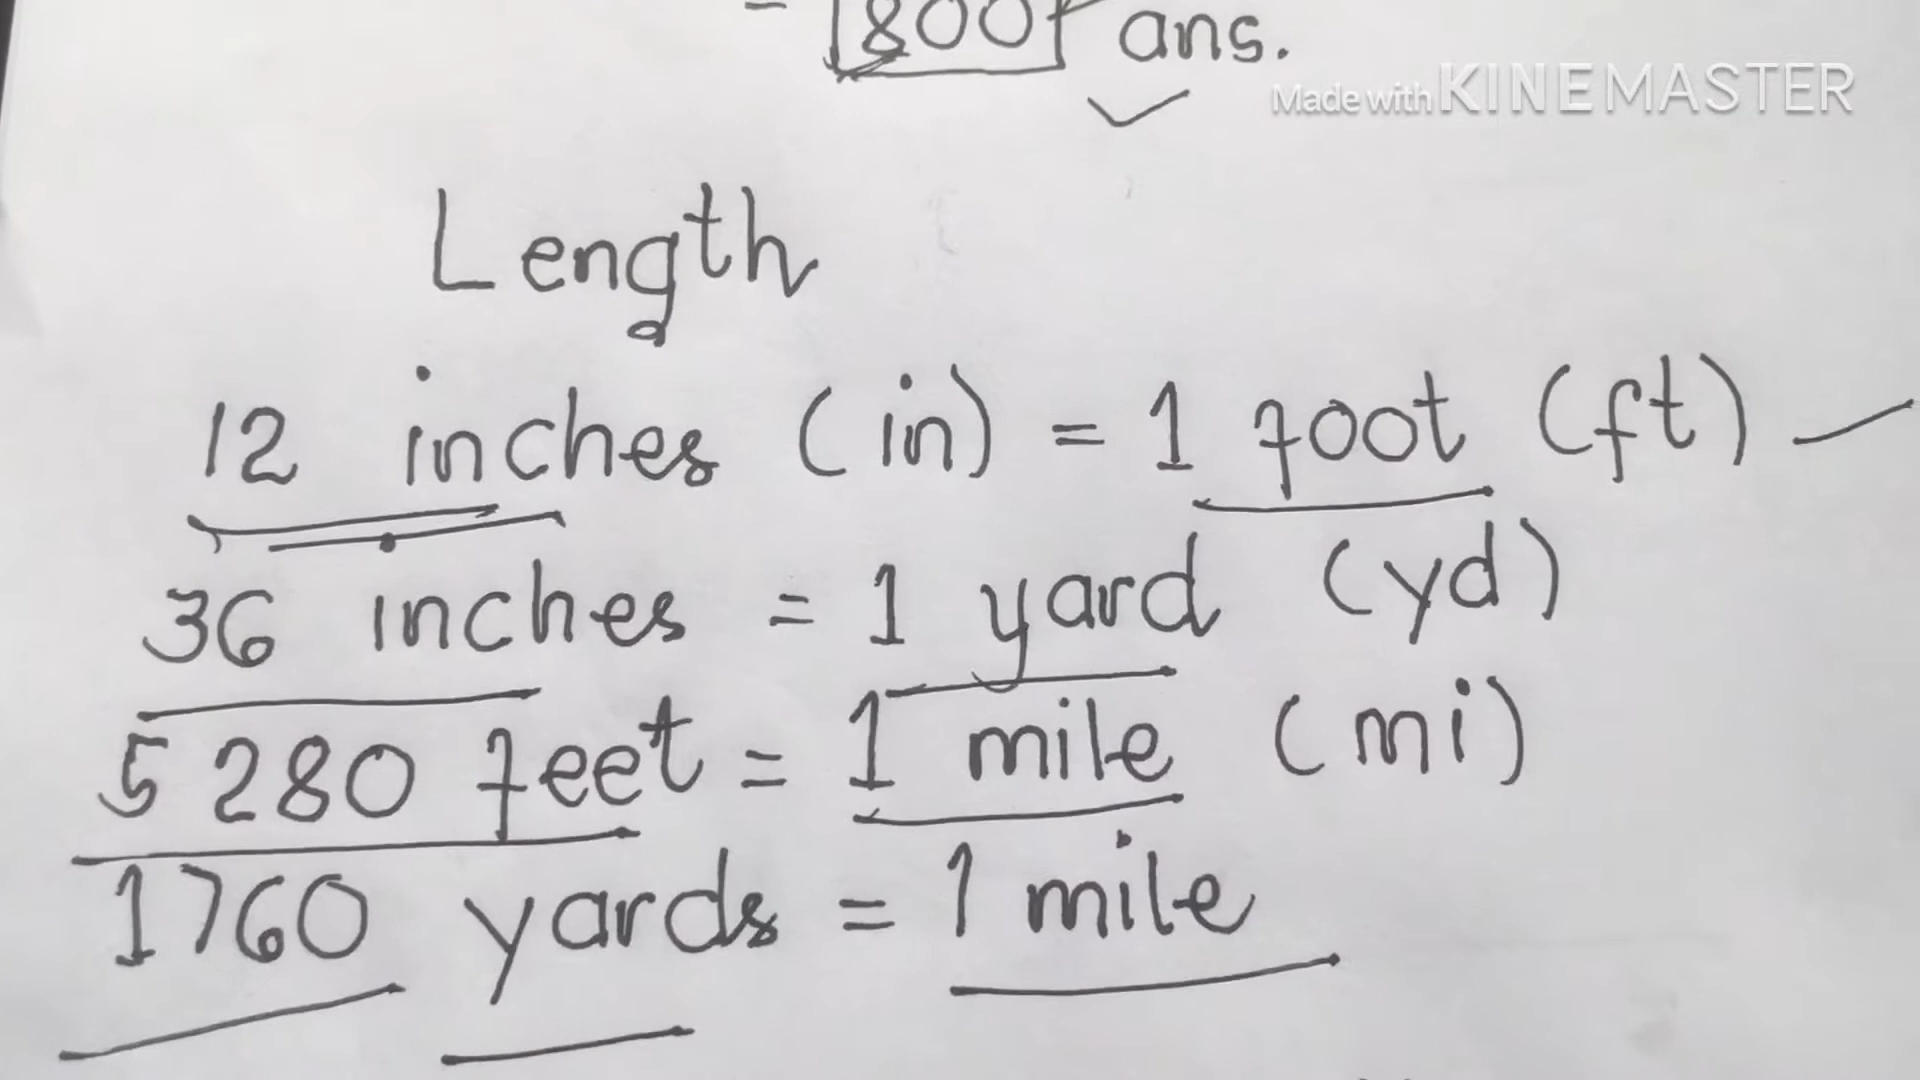 = 800 ans.
Made with KINEMASTER
Length
12 inches (in) = 1 foot (ft)
36 inches = 1 yard (yd)
5 280 feet = 1 mile (mi)
1760 yards = 1 mile